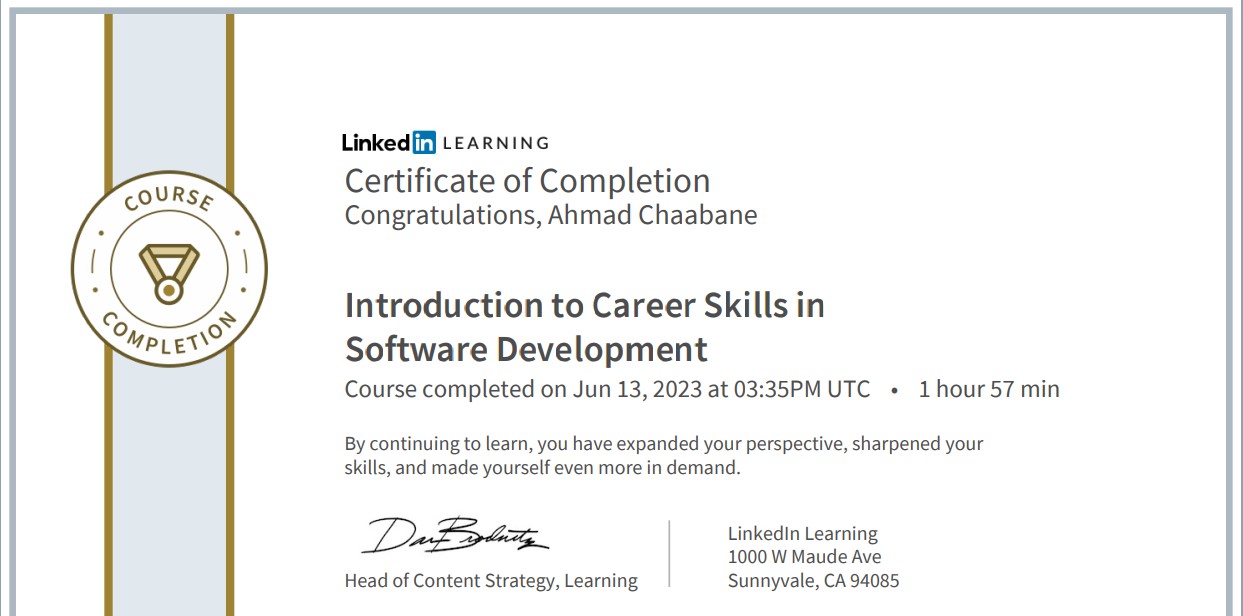 COURSE
COMPLETION
LinkedIn LEARNING
Certificate of Completion
Congratulations, Ahmad Chaabane
Introduction to Career Skills in
Software Development
Course completed on Jun 13, 2023 at 03:35PM UTC • 1 hour 57 min
By continuing to learn, you have expanded your perspective, sharpened your
skills, and made yourself even more in demand.
Head of Content Strategy, Learning
LinkedIn Learning
1000 W Maude Ave
Sunnyvale, CA 94085